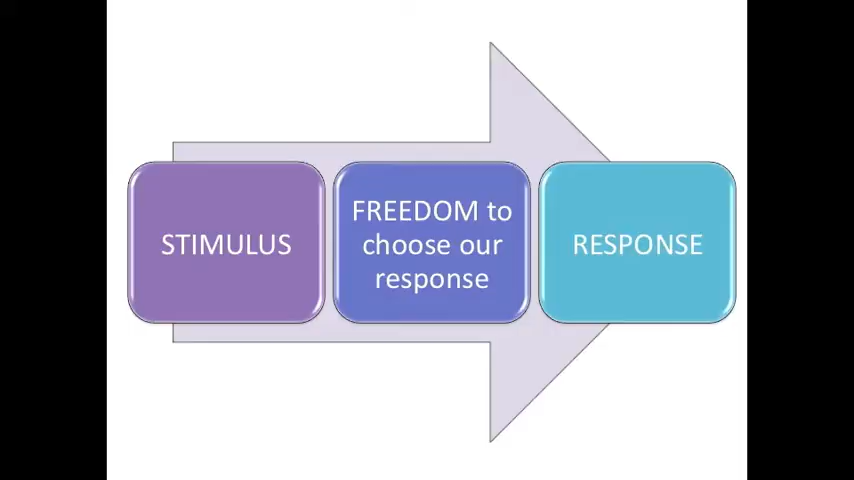 STIMULUS
FREEDOM to
choose our
response
RESPONSE